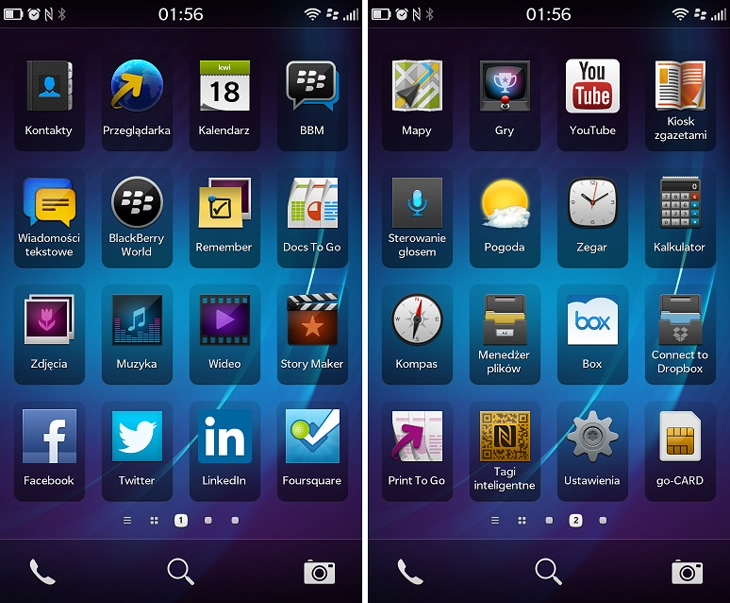 01:56
Kontakty
Przeglądarka
kwi
18
Kalendarz
BBM
Wiadomości
tekstowe
BlackBerry
World
Remember
Docs To Go
Zdjęcia
Muzyka
Wideo
Story Maker
f
Facebook
Twitter
in
LinkedIn
Foursquare
1
01:56
Mapy
Gry
You
Tube
YouTube
Kiosk
zgazetami
Sterowanie
głosem
Pogoda
Zegar
0
Kalkulator
N
Kompas
Menedżer
plików
box
Box
Connect to
Dropbox
Print To Go
N
Tagi
inteligentne
Ustawienia
go-CARD
2